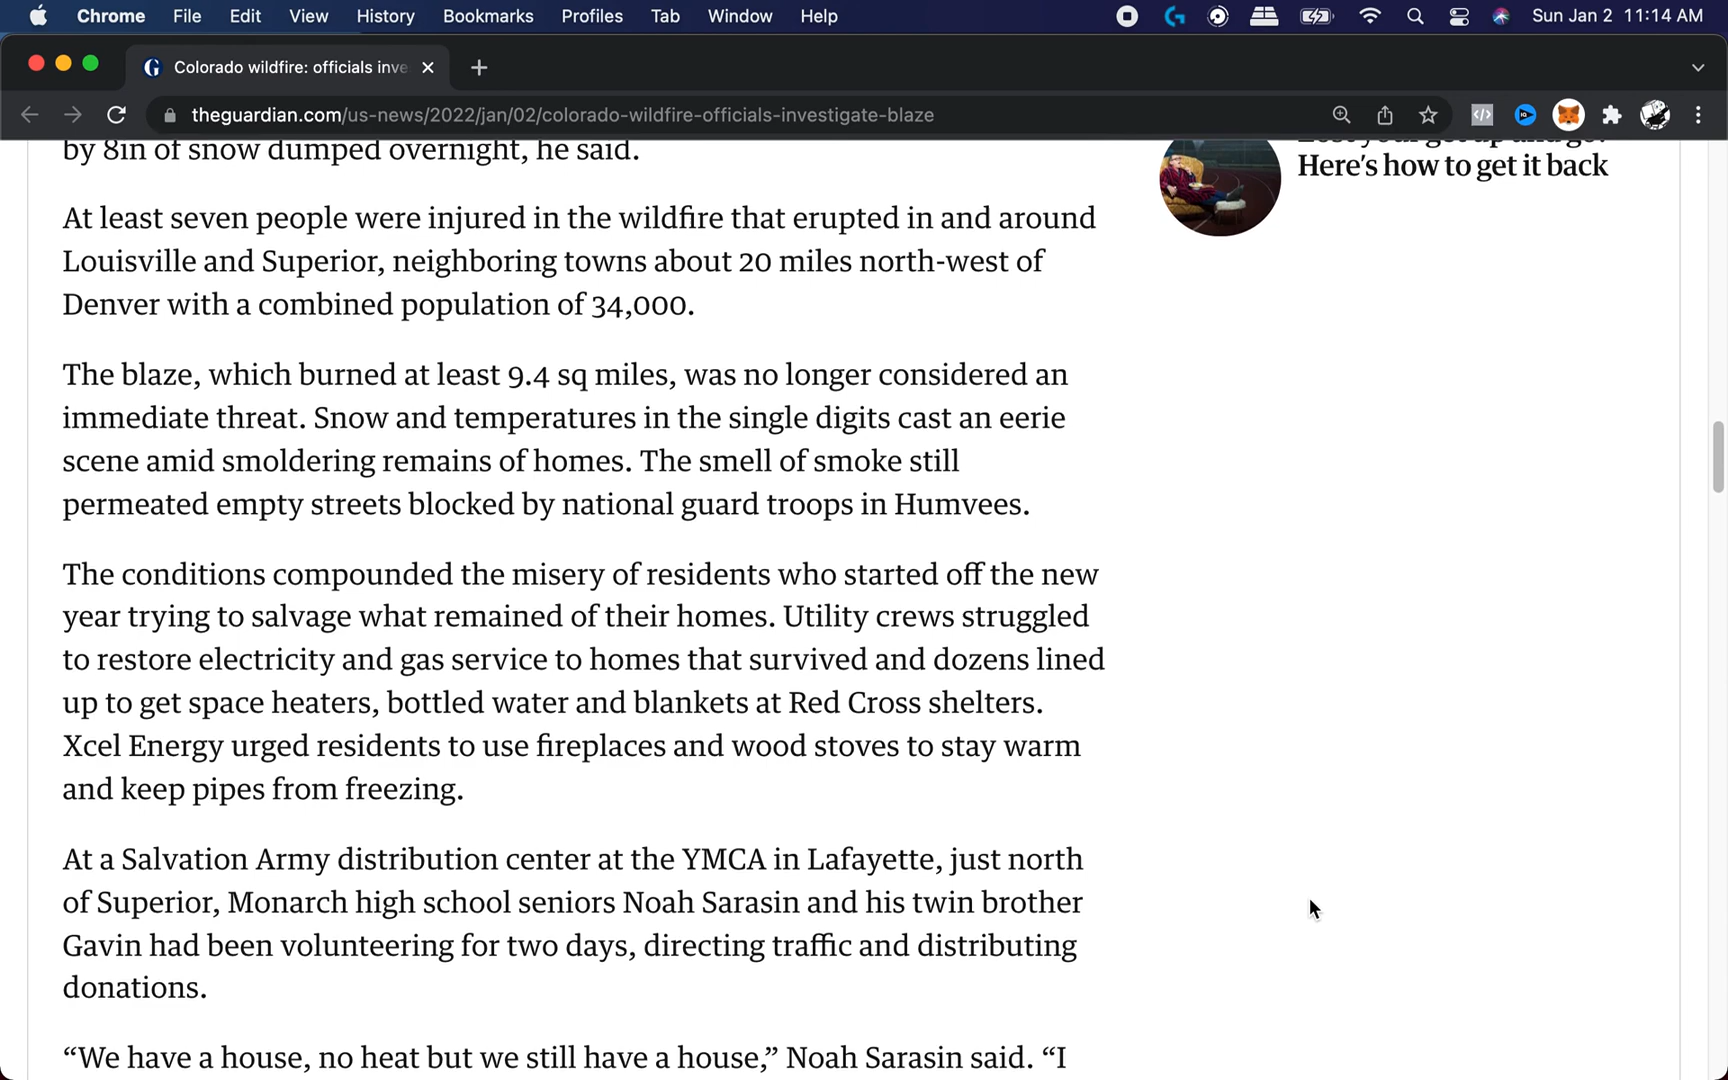 Chrome File Edit View History Bookmarks Profiles Tab Window Help Sun Jan 2 11:14 AM
Colorado wildfire: officials inve
theguardian.com/us-news/2022/jan/02/colorado-wildfire-officials-investigate-blaze
by 8in of snow dumped overnight, he said.
At least seven people were injured in the wildfire that erupted in and around
Louisville and Superior, neighboring towns about 20 miles north-west of
Denver with a combined population of 34,000.
The blaze, which burned at least 9.4 sq miles, was no longer considered an
immediate threat. Snow and temperatures in the single digits cast an eerie
scene amid smoldering remains of homes. The smell of smoke still
permeated empty streets blocked by national guard troops in Humvees.
The conditions compounded the misery of residents who started off the new
year trying to salvage what remained of their homes. Utility crews struggled
to restore electricity and gas service to homes that survived and dozens lined
up to get space heaters, bottled water and blankets at Red Cross shelters.
Xcel Energy urged residents to use fireplaces and wood stoves to stay warm
and keep pipes from freezing.
At a Salvation Army distribution center at the YMCA in Lafayette, just north
of Superior, Monarch high school seniors Noah Sarasin and his twin brother
Gavin had been volunteering for two days, directing traffic and distributing
donations.
“We have a house, no heat but we still have a house,” Noah Sarasin said. “I
Lost your get up and go?
Here’s how to get it back